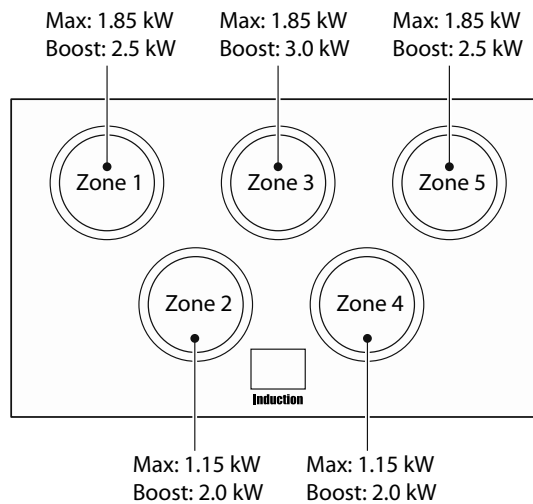 Max: 1.85 kW
Boost: 2.5 kW
Max: 1.85 kW
Boost: 3.0 kW
Max: 1.85 kW
Boost: 2.5 kW
Zone 1
Zone 3
Zone 5
Zone 2
Zone 4
Induction
Max: 1.15 kW
Boost: 2.0 kW
Max: 1.15 kW
Boost: 2.0 kW